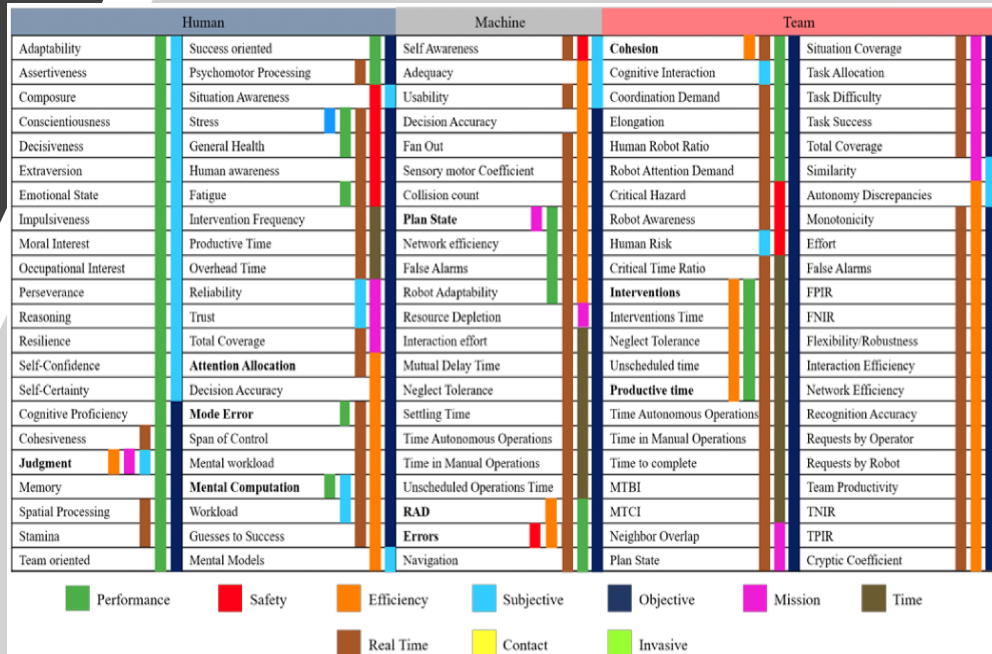 Human Machine Team
Adaptability Success oriented Self Awareness Cohesion Situation Coverage
Assertiveness Psychomotor Processing Adequacy Cognitive Interaction Task Allocation
Composure Situation Awareness Usability Coordination Demand Task Difficulty
Conscientiousness Stress Decision Accuracy Elongation Task Success
Decisiveness General Health Fan Out Human Robot Ratio Total Coverage
Extraversion Human awareness Sensory motor Coefficient Robot Attention Demand Similarity
Emotional State Fatigue Collision count Critical Hazard Autonomy Discrepancies
Impulsiveness Intervention Frequency Plan State Robot Awareness Monotonicity
Moral Interest Productive Time Network efficiency Human Risk Effort
Occupational Interest Overhead Time False Alarms Critical Time Ratio False Alarms
Perseverance Reliability Robot Adaptability Interventions FPIR
Reasoning Trust Resource Depletion Interventions Time FNIR
Resilience Total Coverage Interaction effort Neglect Tolerance Flexibility/Robustness
Self-Confidence Attention Allocation Mutual Delay Time Unscheduled time Interaction Efficiency
Self-Certainty Decision Accuracy Neglect Tolerance Productive time Network Efficiency
Cognitive Proficiency Mode Error Settling Time Time Autonomous Operations Recognition Accuracy
Cohesiveness Span of Control Time Autonomous Operations Time in Manual Operations Requests by Operator
Judgment Mental workload Time in Manual Operations Time to complete Requests by Robot
Memory Mental Computation Unscheduled Operations Time MTBI Team Productivity
Spatial Processing Workload RAD MTCI TNIR
Stamina Guesses to Success Errors Neighbor Overlap TPIR
Team oriented Mental Models Navigation Plan State Cryptic Coefficient
Performance Safety Efficiency Subjective Objective Mission Time
Real Time Contact Invasive